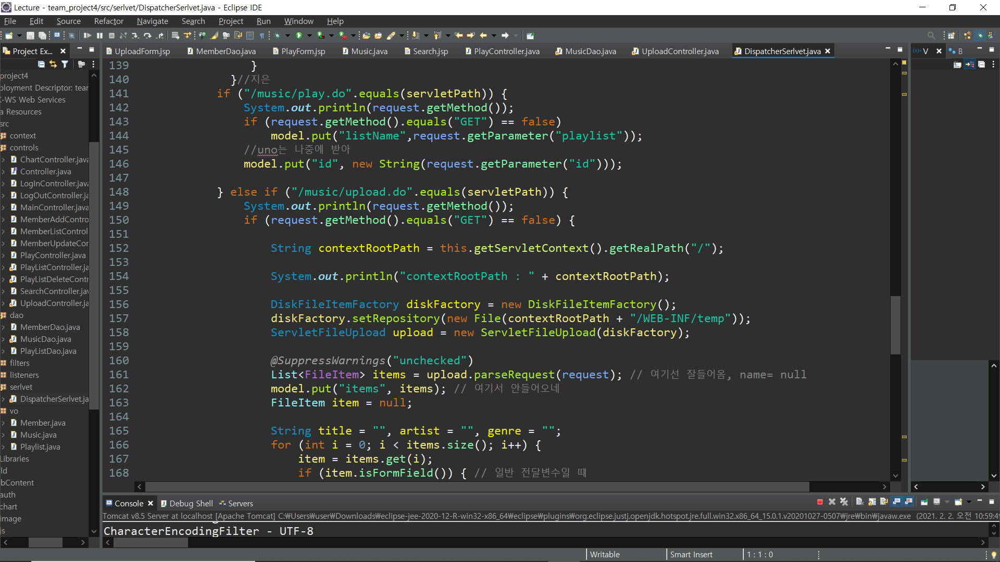 Lecture - team_project4/src/serlvet/DispatcherSerlvet.java - Eclipse IDE
File Edit Source Refactor Navigate Search Project Run Window Help
Project Ex...
UploadForm.jsp MemberDao.java PlayForm.jsp Music.java Search.jsp PlayController.java MusicDao.java UploadController.java DispatcherSerlvet.java
V B
project4
ployment Descriptor: tear
-WS Web Services
a Resources
src
context
controls
ChartController.java
Controller.java
LogInController.java
LogOutController.ja
MainController.java
MemberAddContro
MemberListControl
MemberUpdateCor
PlayController.java
PlayListController.ja
PlayListDeleteContr
SearchController.jav
UploadController.ja
dao
MemberDao.java
MusicDao.java
PlayListDao.java
filters
listeners
serlvet
DispatcherSerlvet.ja
vo
Member.java
Music.java
Playlist.java
Libraries
ld
bContent
auth
chart
image
js
139 }
140 }//지은
141 if ("/music/play.do".equals(servletPath)) {
142 System.out.println(request.getMethod());
143 if (request.getMethod().equals("GET") == false)
144 model.put("listName",request.getParameter("playlist"));
145 //uno는 나중에 받아
146 model.put("id", new String(request.getParameter("id")));
147
148 } else if ("/music/upload.do".equals(servletPath)) {
149 System.out.println(request.getMethod());
150 if (request.getMethod().equals("GET") == false) {
151
152 String contextRootPath = this.getServletContext().getRealPath("/");
153
154 System.out.println("contextRootPath : " + contextRootPath);
155
156 DiskFileItemFactory diskFactory = new DiskFileItemFactory();
157 diskFactory.setRepository(new File(contextRootPath + "/WEB-INF/temp"));
158 ServletFileUpload upload = new ServletFileUpload(diskFactory);
159
160 @SuppressWarnings("unchecked")
161 List<FileItem> items = upload.parseRequest(request); // 여기선 잘들어옴, name= null
162 model.put("items", items); // 여기서 안들어오네
163 FileItem item = null;
164
165 String title = "", artist = "", genre = "";
166 for (int i = 0; i < items.size(); i++) {
167 item = items.get(i);
168 if (item.isFormField()) { // 일반 전달변수일 떄
Console Debug Shell Servers
Tomcat v8.5 Server at localhost [Apache Tomcat] C:₩Users₩user₩Downloads₩eclipse-jee-2020-12-R-win32-x86_64₩eclipse₩plugins₩org.eclipse.justj.openjdk.hotspot.jre.full.win32.x86_64_15.0.1.v20201027-0507₩jre₩bin₩javaw.exe (2021. 2. 2. 오전 10:59:49
CharacterEncodingFilter - UTF-8
Writable Smart Insert 1 : 1 : 0